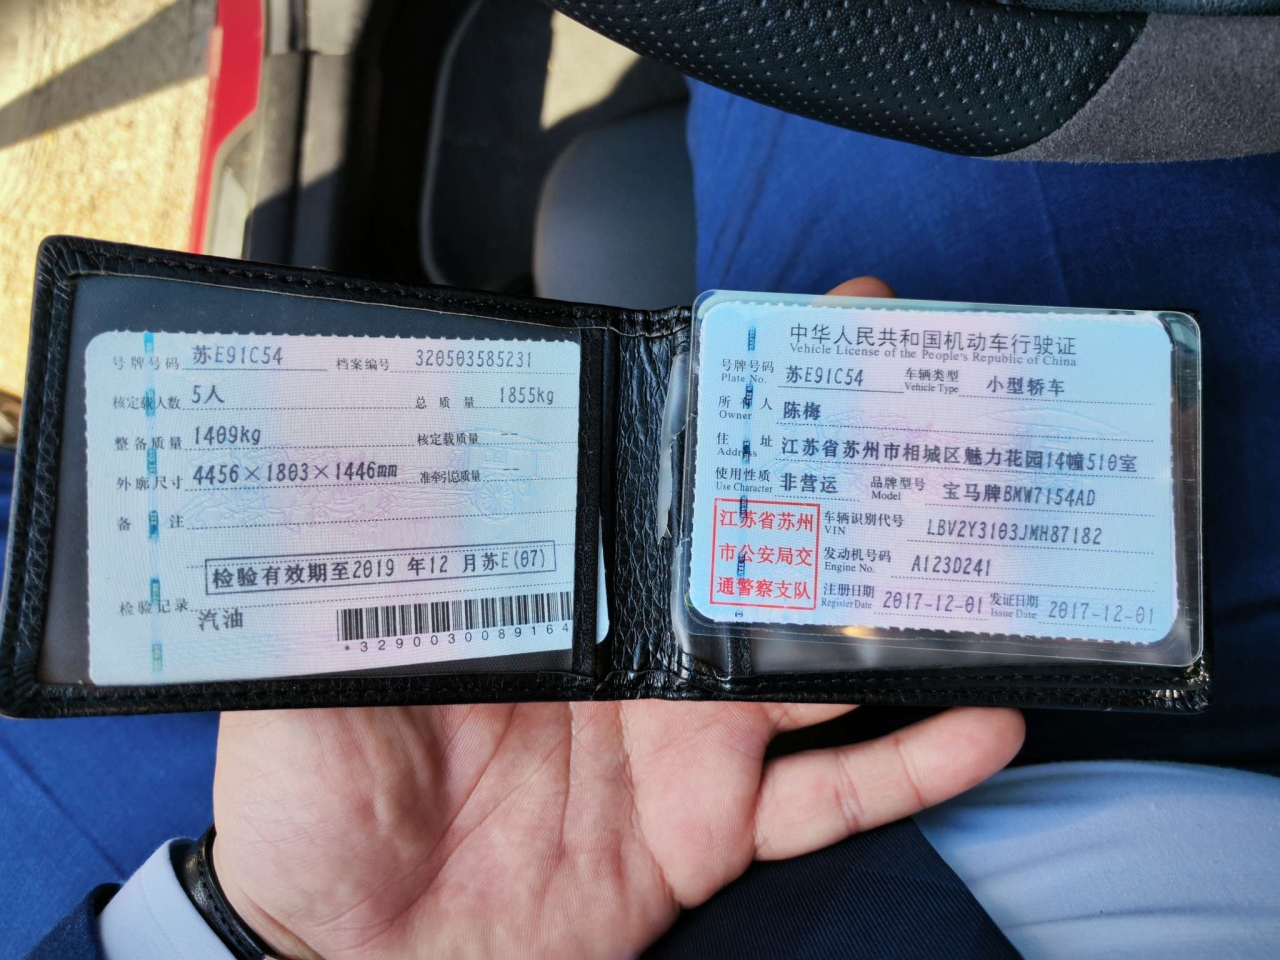 号牌号码 苏E91C54 档案编号 320503585231
核定载人数 5人 总质量 1855kg
整备质量 1409kg 核定载质量 --
外廓尺寸 4456×1803×1446mm 准牵引总质量 --
备注
检验有效期至2019 年12 月苏E(07)
检验记录
汽油
*3290030089164
中华人民共和国机动车行驶证
Vehicle License of the People's Republic of China
号牌号码 苏E91C54 车辆类型 小型轿车
Plate No. Vehicle Type
所有人 陈梅
Owner
住址 江苏省苏州市相城区魅力花园14幢510室
Address
使用性质 非营运 品牌型号 宝马牌BMW7154AD
Use Character Model
江苏省苏州
市公安局交
通警察支队
车辆识别代号 LBV2Y3103JMH87182
VIN
发动机号码 A123D241
Engine No.
注册日期 2017-12-01 发证日期 2017-12-01
Register Date Issue Date